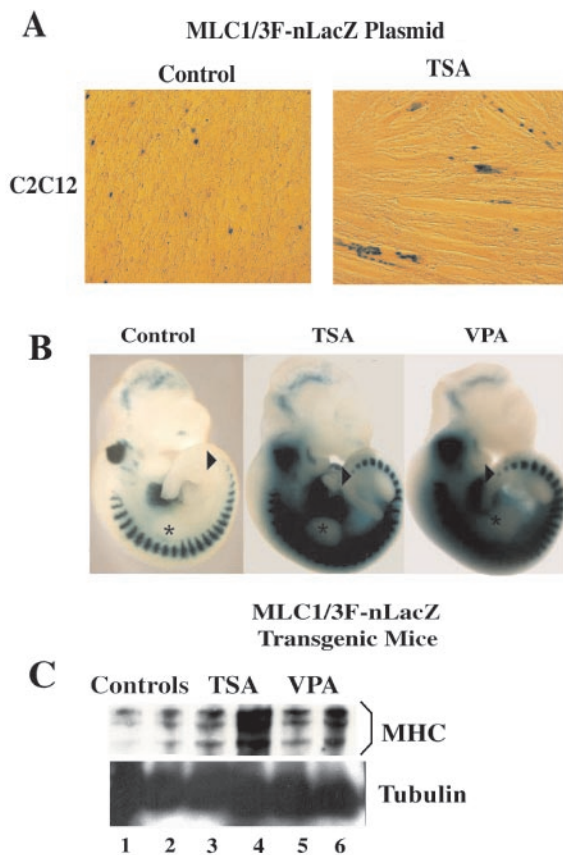 A
MLC1/3F-nLacZ Plasmid
Control
TSA
C2C12
B
Control
TSA
VPA
*
*
*
MLC1/3F-nLacZ
Transgenic Mice
C
Controls TSA VPA
MHC
Tubulin
1 2 3 4 5 6